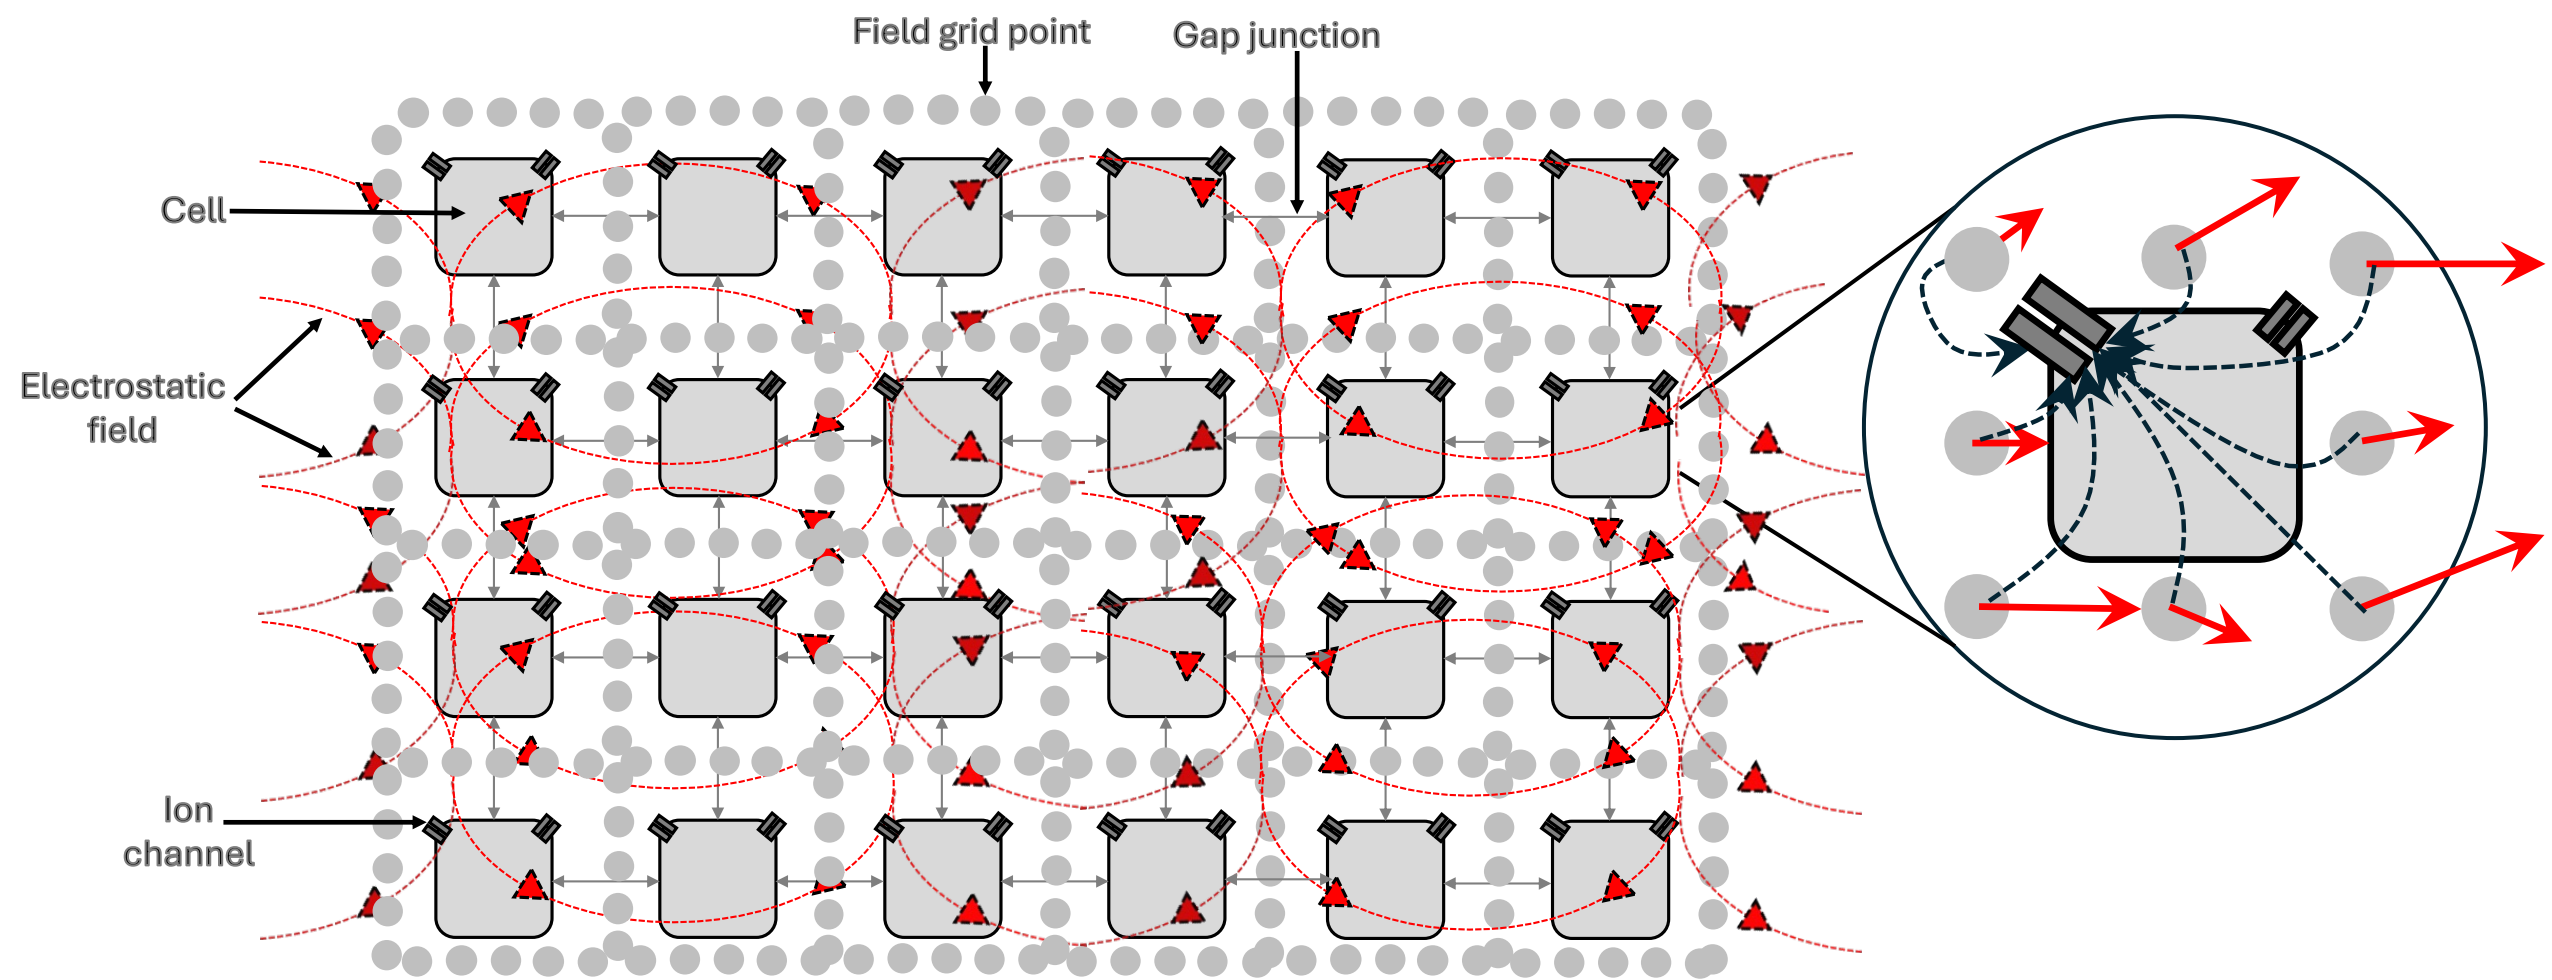 Field grid point
Gap junction
Cell
Electrostatic
field
Ion
channel